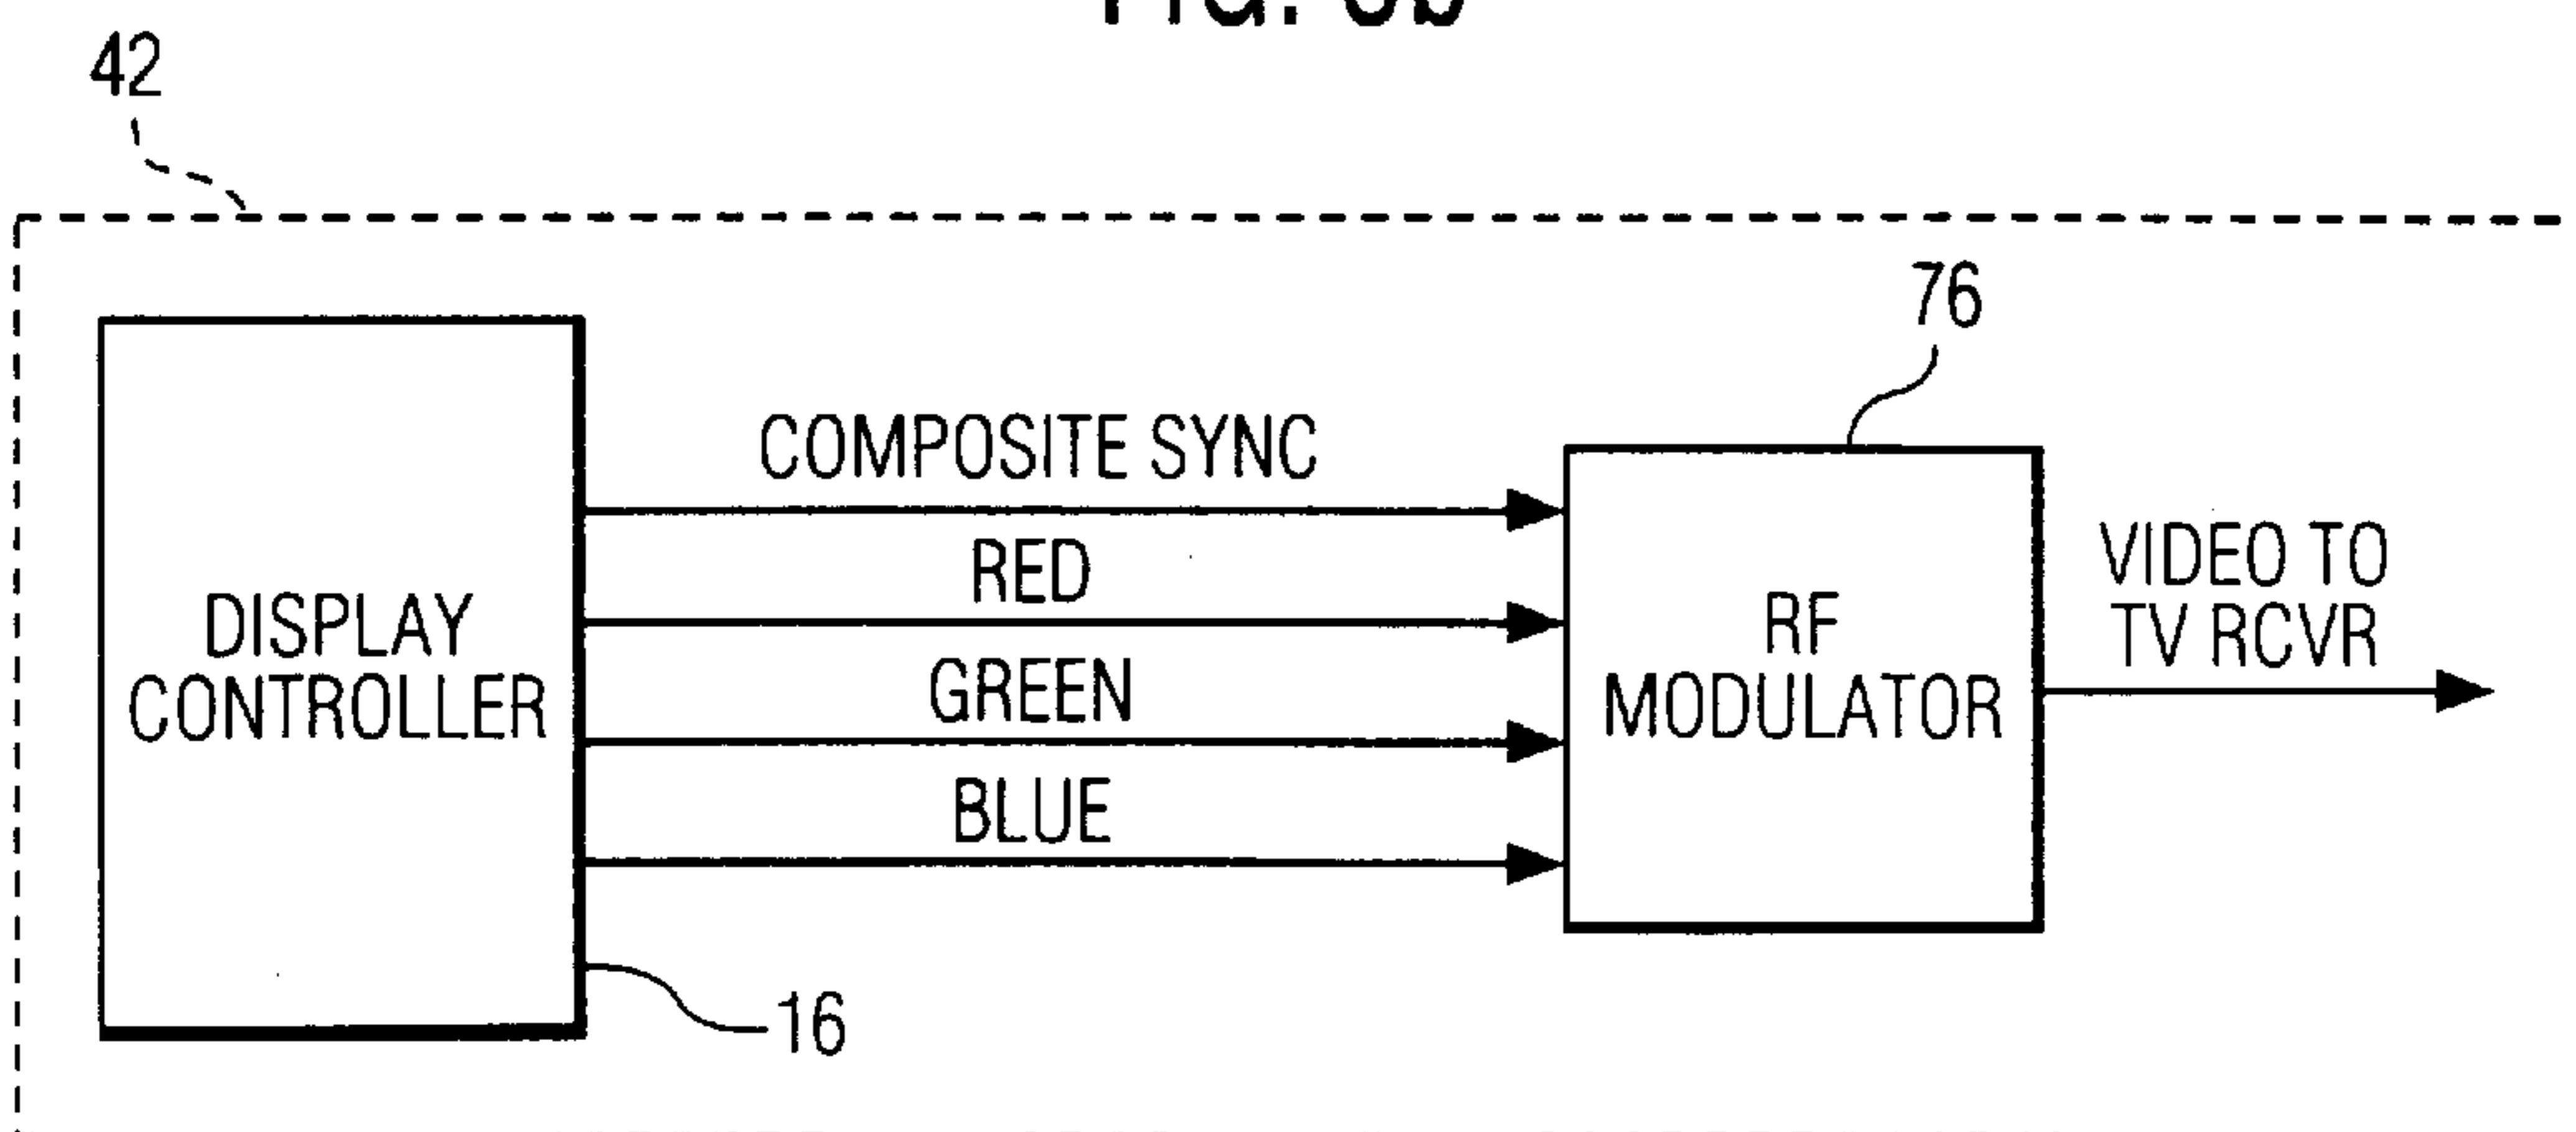 42
76
COMPOSITE SYNC
RED
GREEN
BLUE
DISPLAY
CONTROLLER
RF
MODULATOR
VIDEO TO
TV RCVR
16